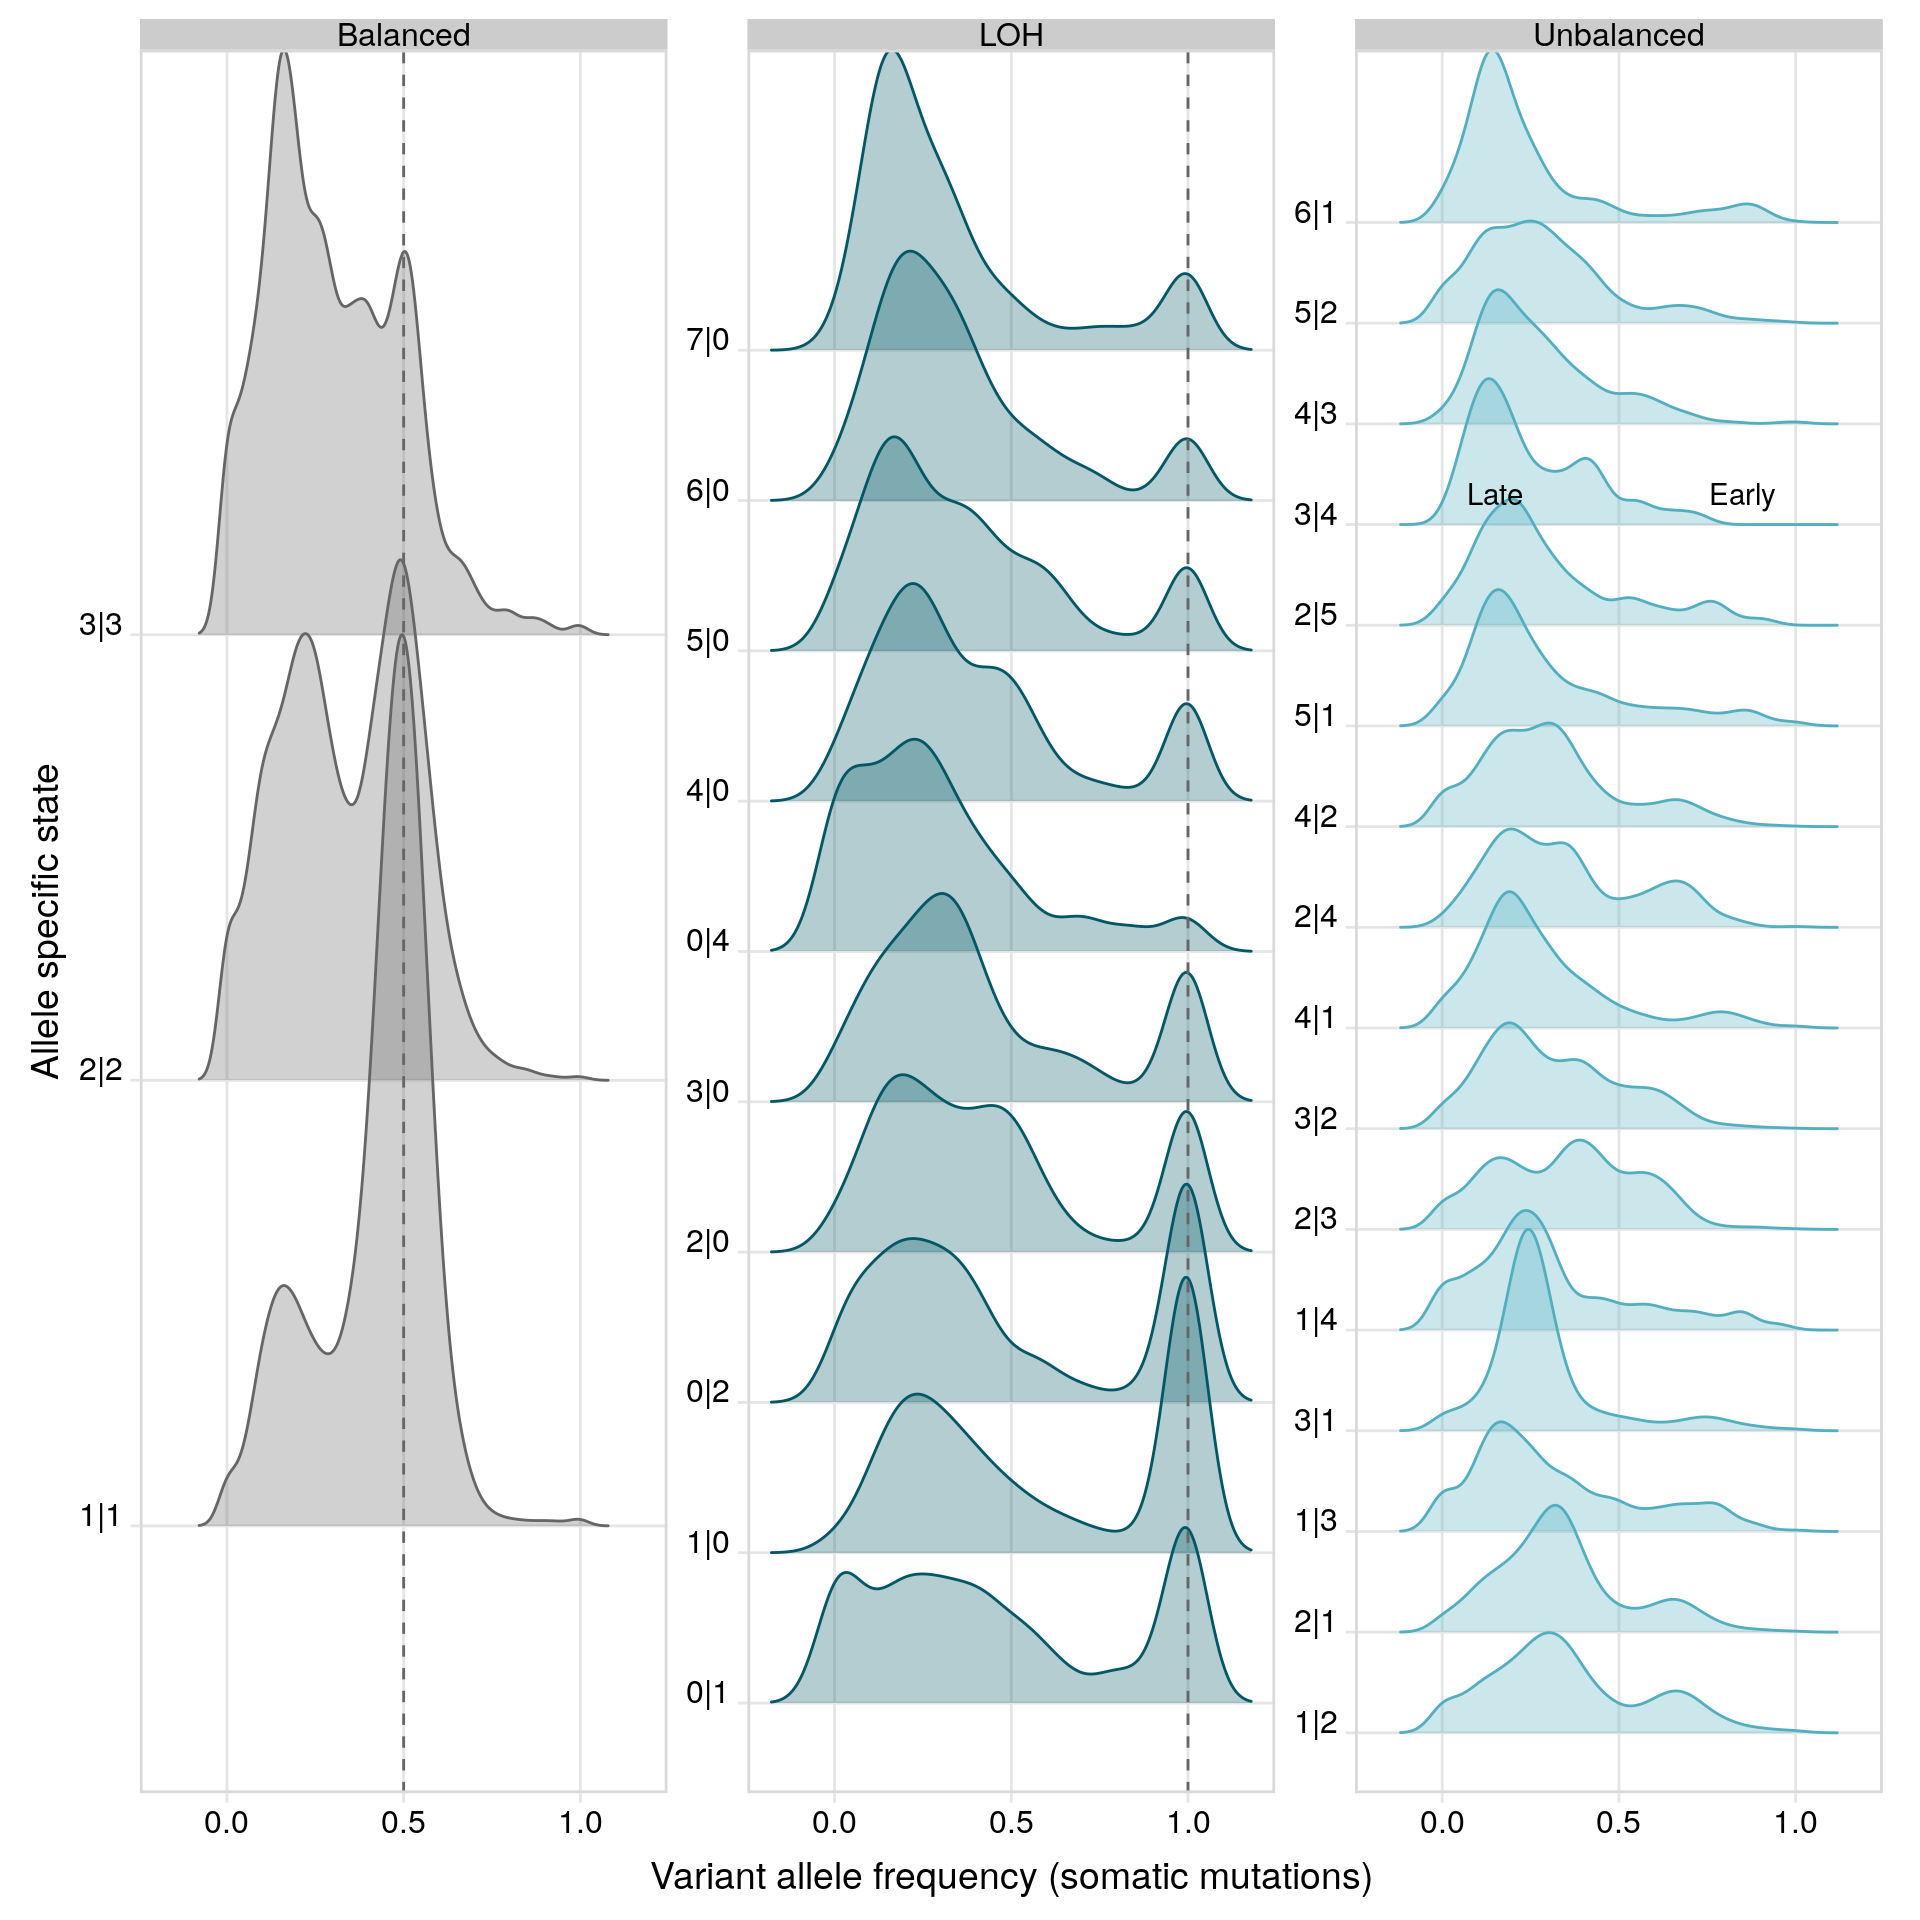 Balanced
LOH
Unbalanced
Allele specific state
3|3
2|2
1|1
7|0
6|0
5|0
4|0
0|4
3|0
2|0
0|2
1|0
0|1
6|1
5|2
4|3
3|4
2|5
5|1
4|2
2|4
4|1
3|2
2|3
1|4
3|1
1|3
2|1
1|2
Late
Early
0.0 0.5 1.0
0.0 0.5 1.0
0.0 0.5 1.0
Variant allele frequency (somatic mutations)